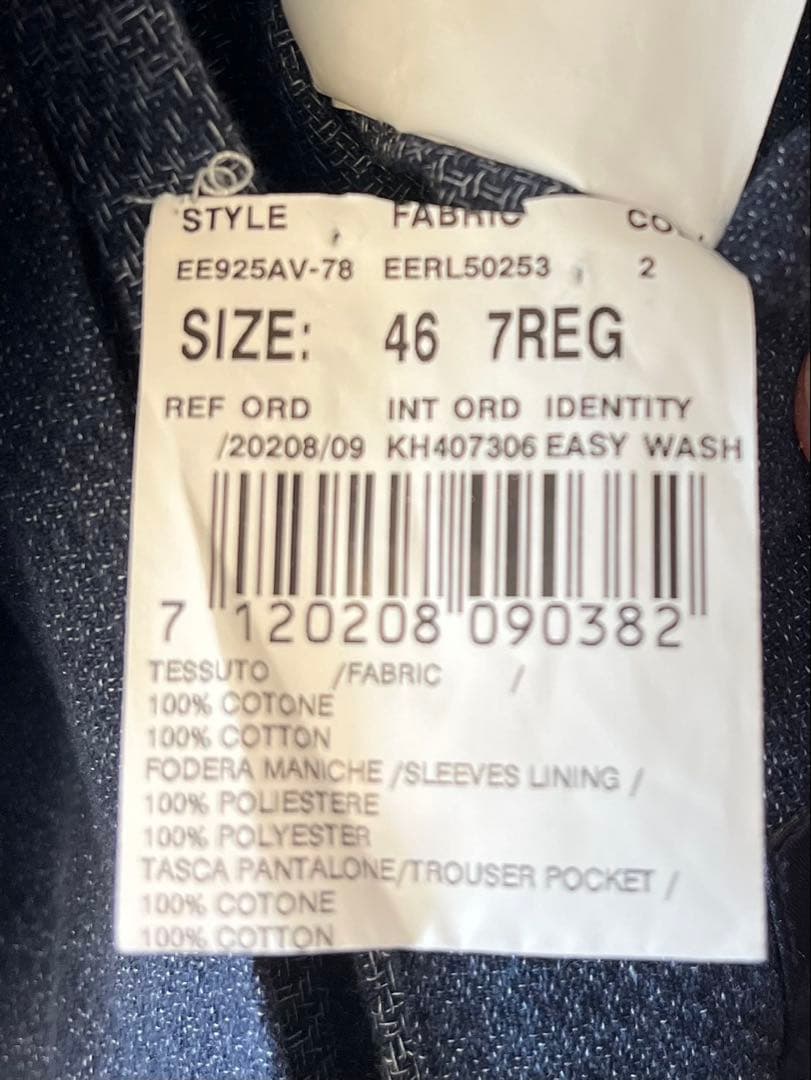 STYLE FABRIC
EE925AV-78 EERL50253 2
SIZE: 46 7REG
REF ORD INT ORD IDENTITY
/20208/09 KH407306 EASY WASH
7 120208 090382
TESSUTO /FABRIC /
100% COTONE
100% COTTON
FODERA MANICHE /SLEEVES LINING /
100% POLIESTERE
100% POLYESTER
TASCA PANTALONE/TROUSER POCKET /
100% COTONE
100% COTTON